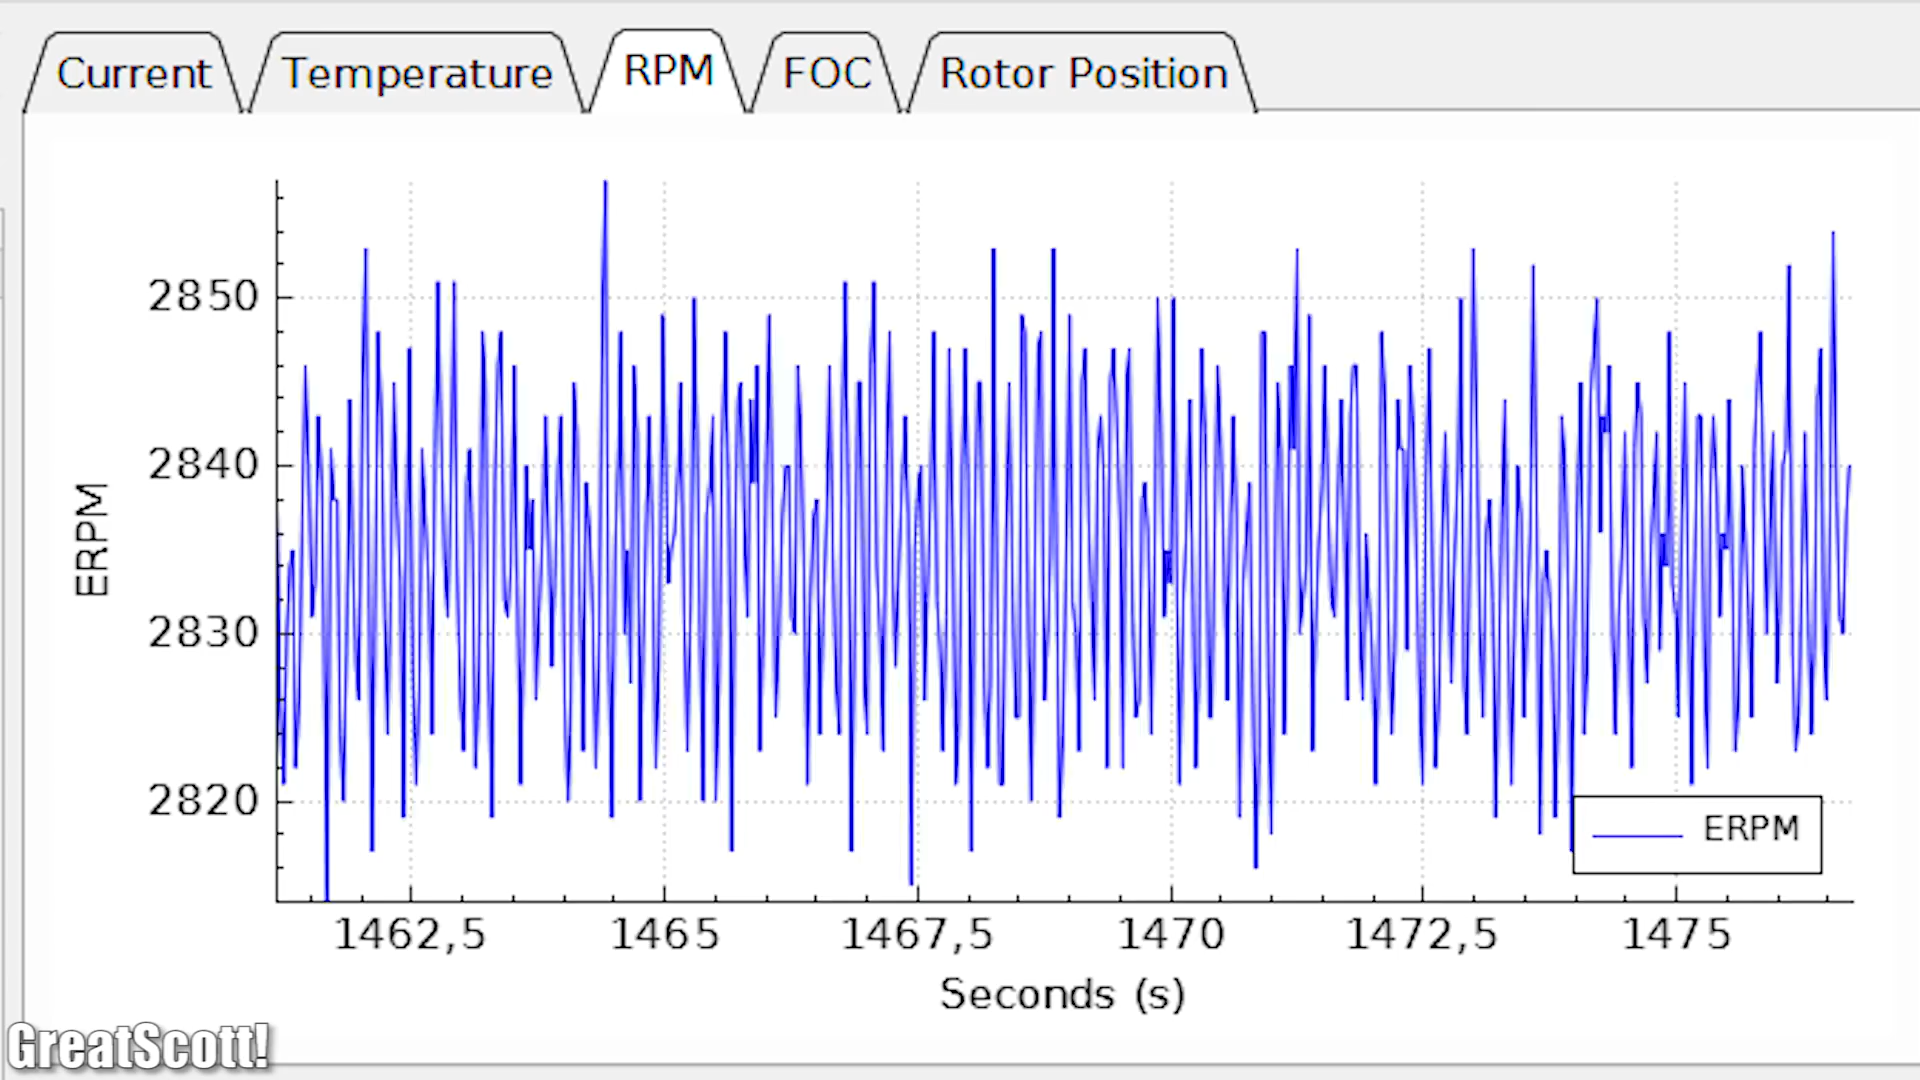 Current Temperature RPM FOC Rotor Position
2850
2840
2830
2820
ERPM
ERPM
1462,5 1465 1467,5 1470 1472,5 1475
Seconds (s)
GreatScott!